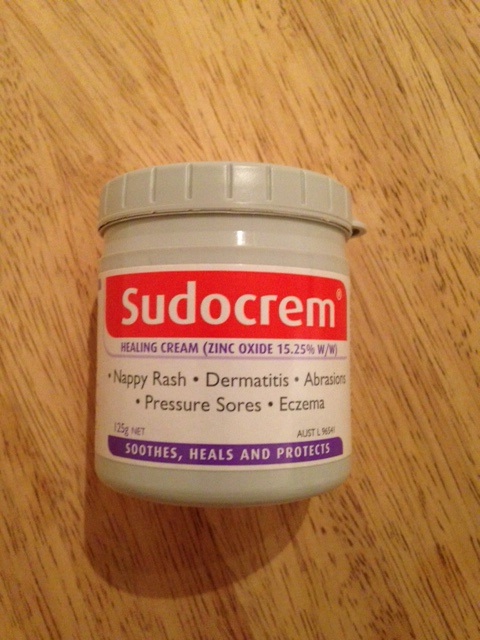 Sudocrem®
HEALING CREAM (ZINC OXIDE 15.25% W/W)
• Nappy Rash • Dermatitis • Abrasions
• Pressure Sores • Eczema
125g NET AUST L
SOOTHES, HEALS AND PROTECTS